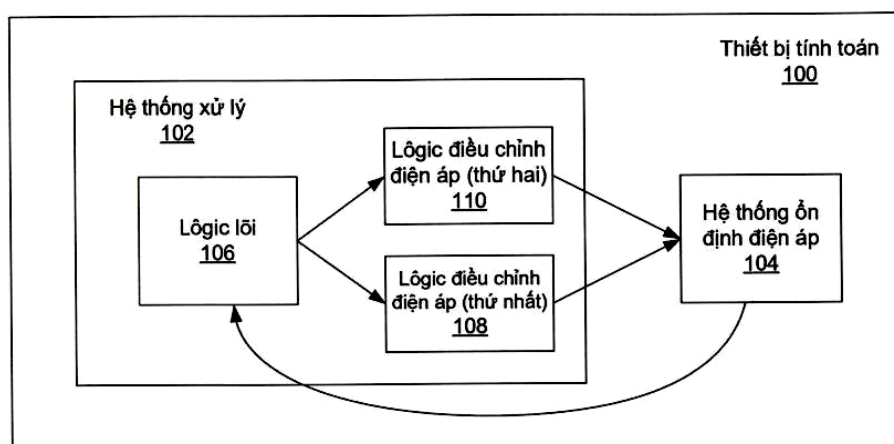 Thiết bị tính toán
100
Hệ thống xử lý
102
Lôgic điều chỉnh
điện áp (thứ hai)
110
Lôgic lõi
106
Hệ thống ổn
định điện áp
104
Lôgic điều chỉnh
điện áp (thứ nhất)
108